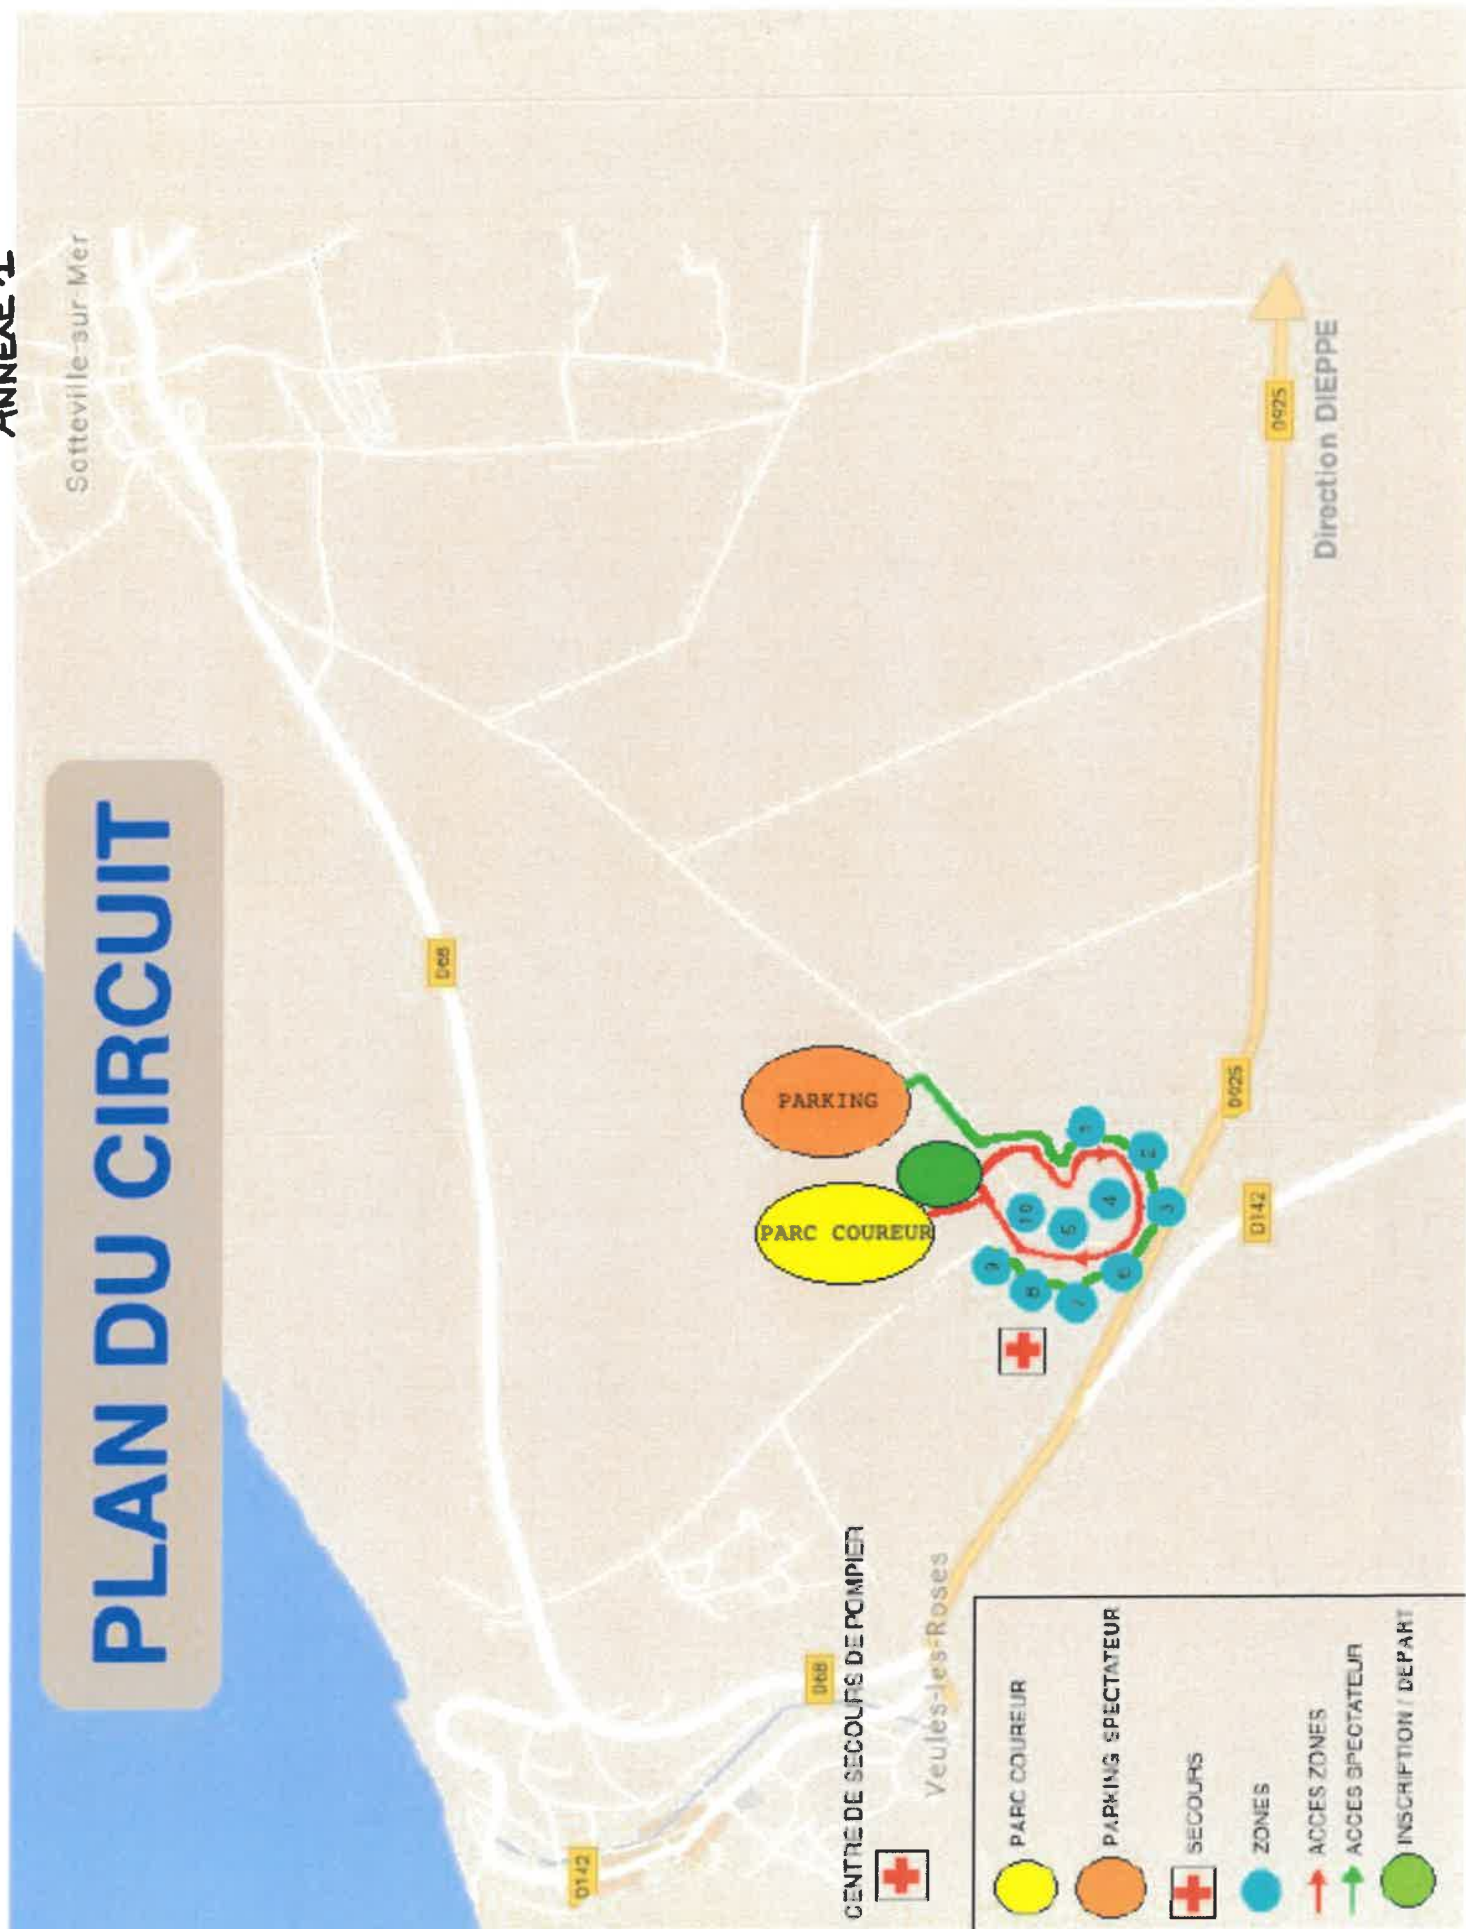 ANNEXE 1
PLAN DU CIRCUIT
Sotteville-sur-Mer
D68
PARKING
PARC COUREUR
1
2
3
4
5
6
7
8
9
10
D925
D925
Direction DIEPPE
D142
D142
D68
CENTRE DE SECOURS DE POMPIER
Veules-les-Roses
PARC COUREUR
PARKING SPECTATEUR
SECOURS
ZONES
ACCES ZONES
ACCES SPECTATEUR
INSCRIPTION / DEPART